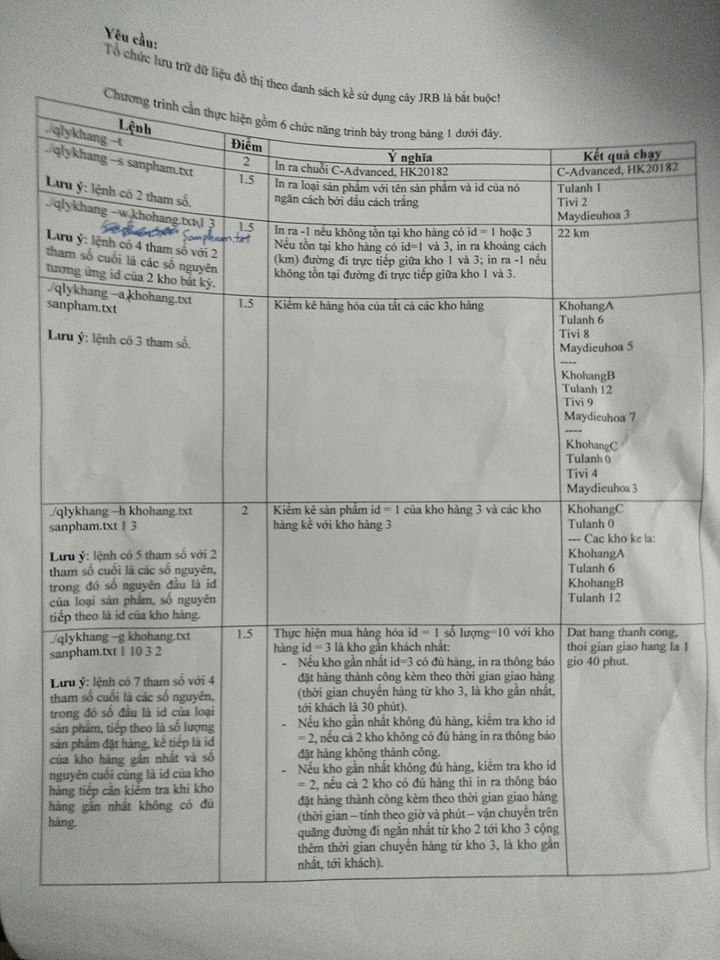 Yêu cầu:
Tổ chức lưu trữ dữ liệu đồ thị theo danh sách kề sử dụng cây JRB là bắt buộc!
Chương trình cần thực hiện gồm 6 chức năng trình bày trong bảng 1 dưới đây.
Lệnh
Điểm
Ý nghĩa
Kết quả chạy
./qlykhang –t
2
In ra chuỗi C-Advanced, HK20182
C-Advanced, HK20182
./qlykhang –s sanpham.txt
Lưu ý: lệnh có 2 tham số.
1.5
In ra loại sản phẩm với tên sản phẩm và id của nó
ngăn cách bởi dấu cách trắng
Tulanh 1
Tivi 2
Maydieuhoa 3
./qlykhang –w khohang.txt 1 3
sanpham.txt
Lưu ý: lệnh có 4 tham số với 2
tham số cuối là các số nguyên
tương ứng id của 2 kho bất kỳ.
1.5
In ra -1 nếu không tồn tại kho hàng có id = 1 hoặc 3
Nếu tồn tại kho hàng có id=1 và 3, in ra khoảng cách
(km) đường đi trực tiếp giữa kho 1 và 3; in ra -1 nếu
không tồn tại đường đi trực tiếp giữa kho 1 và 3.
22 km
./qlykhang –a khohang.txt
sanpham.txt
Lưu ý: lệnh có 3 tham số.
1.5
Kiểm kê hàng hóa của tất cả các kho hàng
KhohangA
Tulanh 6
Tivi 8
Maydieuhoa 5
----
KhohangB
Tulanh 12
Tivi 9
Maydieuhoa 7
----
KhohangC
Tulanh 0
Tivi 4
Maydieuhoa 3
./qlykhang –h khohang.txt
sanpham.txt 1 3
Lưu ý: lệnh có 5 tham số với 2
tham số cuối là các số nguyên,
trong đó số nguyên đầu là id
của loại sản phẩm, số nguyên
tiếp theo là id của kho hàng.
2
Kiểm kê sản phẩm id = 1 của kho hàng 3 và các kho
hàng kề với kho hàng 3
KhohangC
Tulanh 0
--- Cac kho ke la:
KhohangA
Tulanh 6
KhohangB
Tulanh 12
./qlykhang –g khohang.txt
sanpham.txt 1 10 3 2
Lưu ý: lệnh có 7 tham số với 4
tham số cuối là các số nguyên,
trong đó số đầu là id của loại
sản phẩm, tiếp theo là số lượng
sản phẩm đặt hàng, kế tiếp là id
của kho hàng gần nhất và số
nguyên cuối cùng là id của kho
hàng tiếp cần kiểm tra khi kho
hàng gần nhất không có đủ
hàng.
1.5
Thực hiện mua hàng hóa id = 1 số lượng=10 với kho
hàng id = 3 là kho gần khách nhất:
- Nếu kho gần nhất id=3 có đủ hàng, in ra thông báo
đặt hàng thành công kèm theo thời gian giao hàng
(thời gian chuyển hàng từ kho 3, là kho gần nhất,
tới khách là 30 phút).
- Nếu kho gần nhất không đủ hàng, kiểm tra kho id
= 2, nếu cả 2 kho không có đủ hàng in ra thông báo
đặt hàng không thành công.
- Nếu kho gần nhất không đủ hàng, kiểm tra kho id
= 2, nếu cả 2 kho có đủ hàng thì in ra thông báo
đặt hàng thành công kèm theo thời gian giao hàng
(thời gian – tính theo giờ và phút – vận chuyển trên
quãng đường đi ngắn nhất từ kho 2 tới kho 3 cộng
thêm thời gian chuyển hàng từ kho 3, là kho gần
nhất, tới khách).
Dat hang thanh cong,
thoi gian giao hang la 1
gio 40 phut.